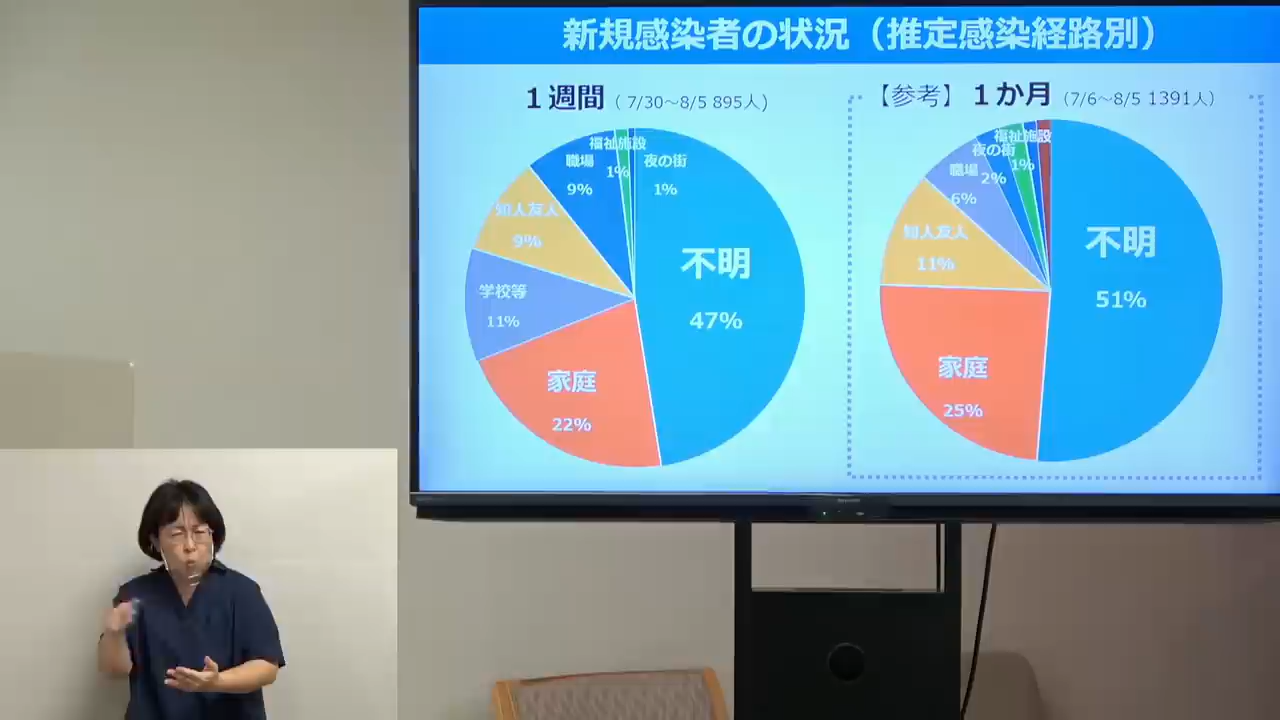 新規感染者の状況（推定感染経路別）
１週間（ 7/30～8/5 895人）
福祉施設
1%
職場
9%
夜の街
1%
知人友人
9%
不明
47%
学校等
11%
家庭
22%
【参考】１か月（7/6～8/5 1391人）
福祉施設
1%
夜の街
2%
職場
6%
知人友人
11%
不明
51%
家庭
25%